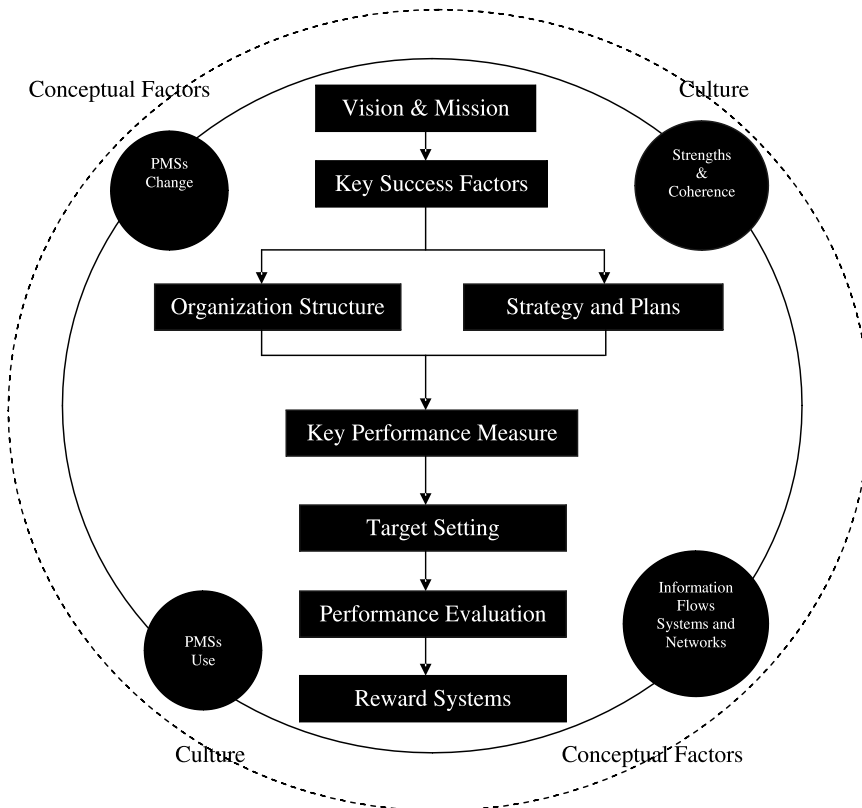 Conceptual Factors
Culture
Vision & Mission
PMSs
Change
Strengths
&
Coherence
Key Success Factors
Organization Structure
Strategy and Plans
Key Performance Measure
Target Setting
Information
Flows
Systems and
Networks
Performance Evaluation
PMSs
Use
Reward Systems
Culture
Conceptual Factors